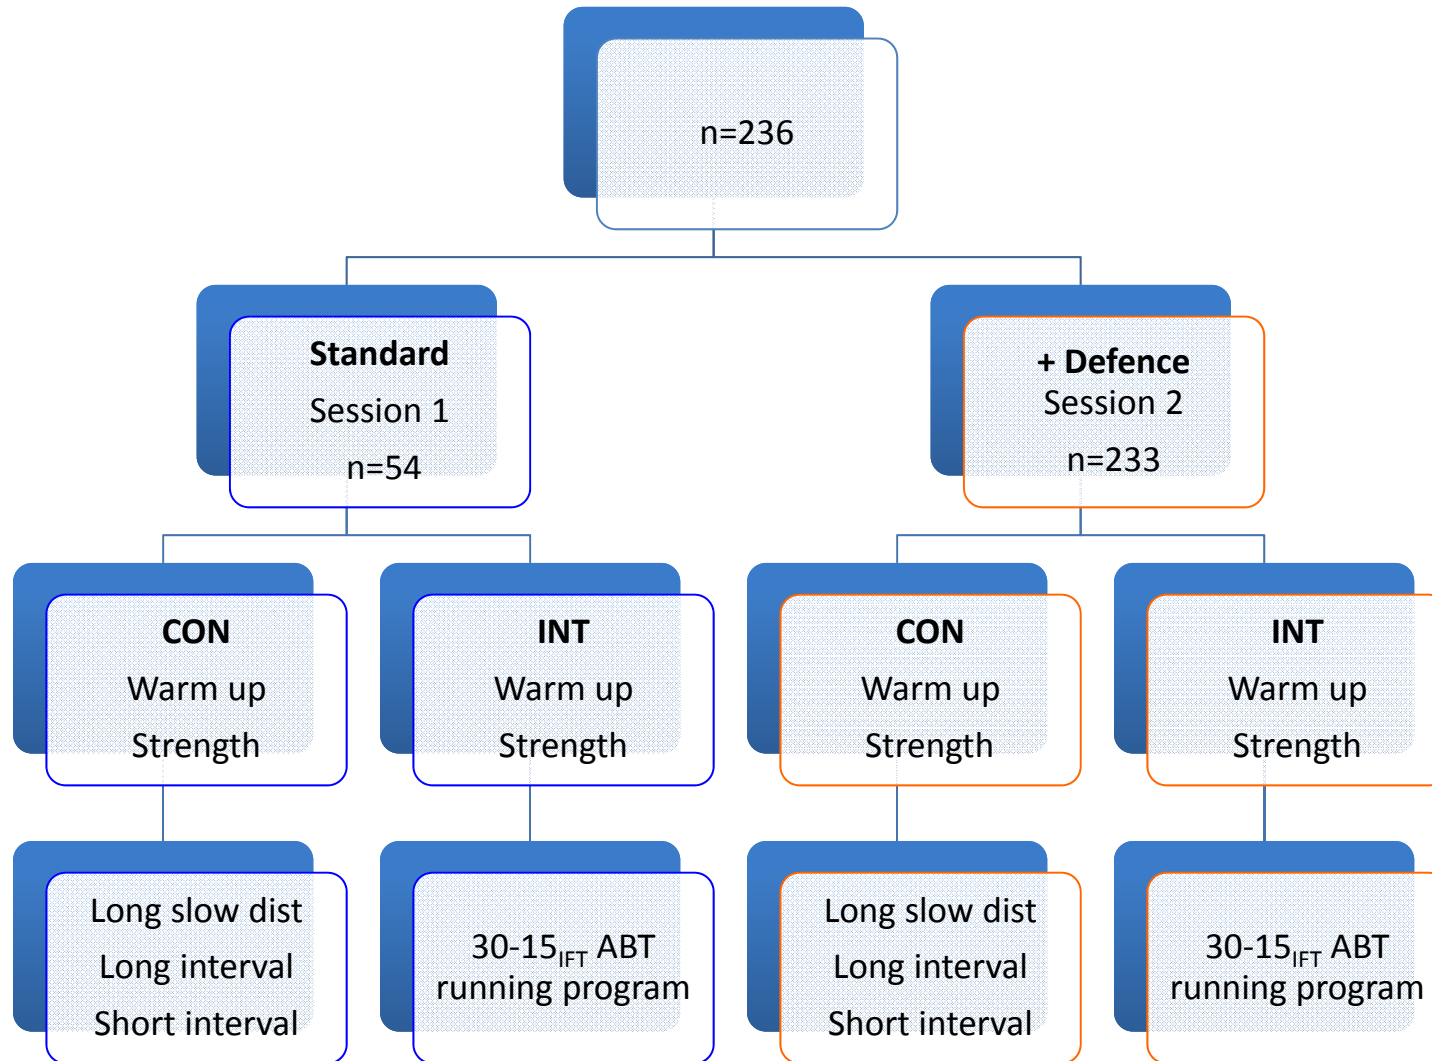 n=236
Standard
Session 1
n=54
+ Defence
Session 2
n=233
CON
Warm up
Strength
INT
Warm up
Strength
CON
Warm up
Strength
INT
Warm up
Strength
Long slow dist
Long interval
Short interval
30-15IFT ABT
running program
Long slow dist
Long interval
Short interval
30-15IFT ABT
running program